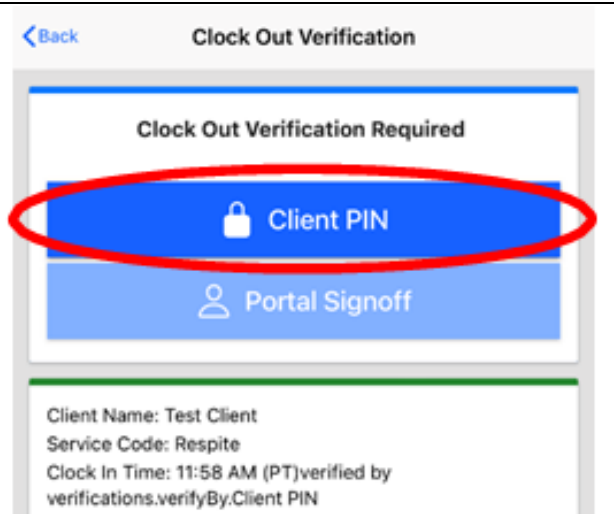 Back Clock Out Verification
Clock Out Verification Required
Client PIN
Portal Signoff
Client Name: Test Client
Service Code: Respite
Clock In Time: 11:58 AM (PT)verified by
verifications.verifyBy.Client PIN